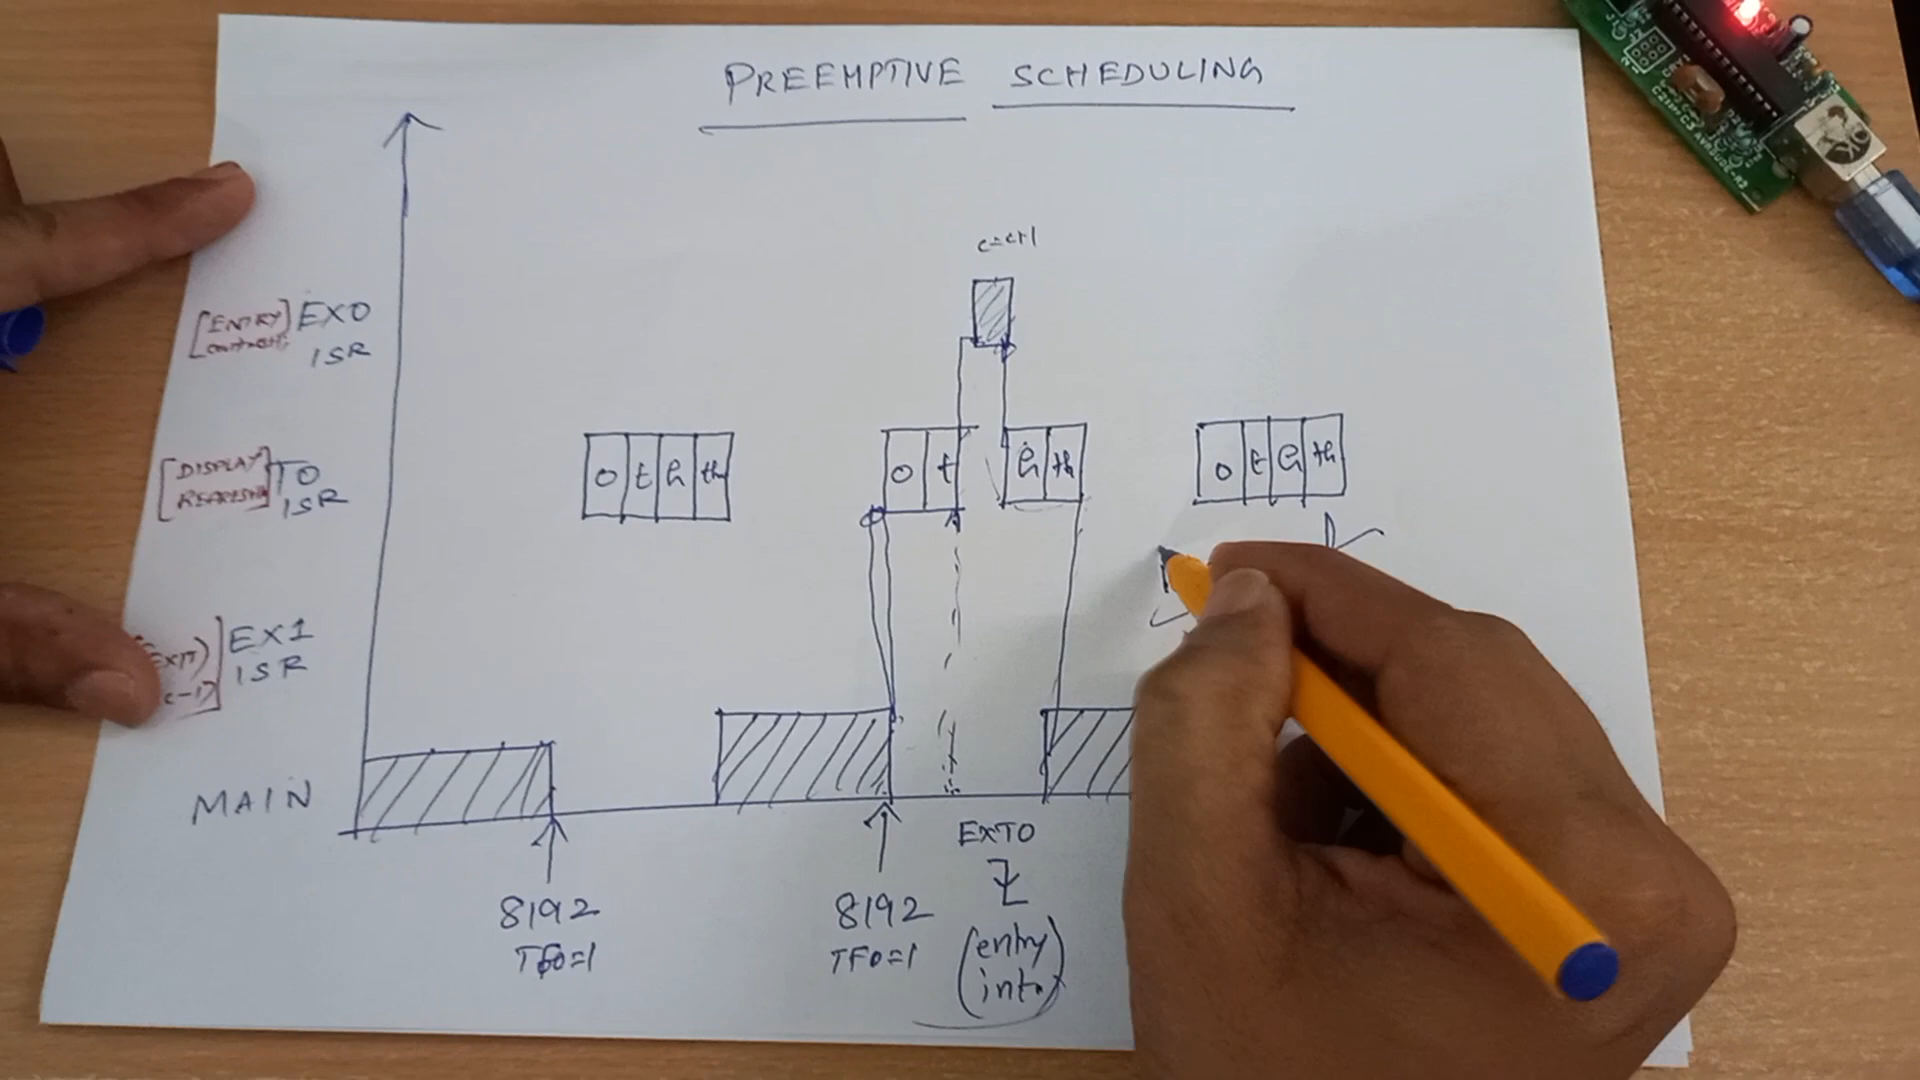 PREEMPTIVE SCHEDULING
c=c+1
[ENTRY] EX0
ISR
[DISPLAY] T0
ISR
o t h th
o t
h th
o t h th
EX1
ISR
MAIN
8192
TF0=1
8192
TF0=1
EXT0
(entry
int.)